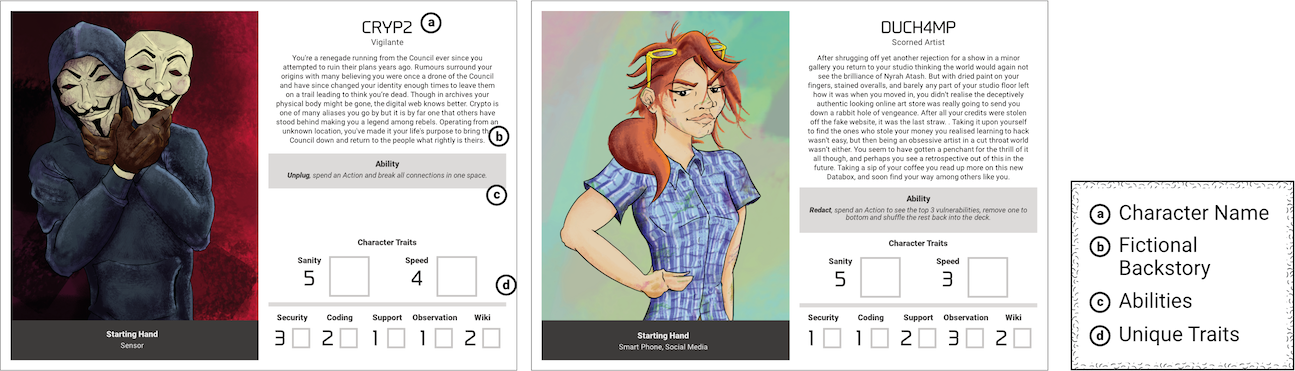 CRYP2
a
Vigilante
You're a renegade running from the Council ever since you
attempted to ruin their plans years ago. Rumours surround your
origins with many believing you were once a drone of the Council
and have since changed your identity enough times to leave them
on a trail leading to think you're dead. Though in archives your
physical body might be gone, the digital web knows better. Crypto is
one of many aliases you go by but it is by far one that others have
stood behind making you a legend among rebels. Operating from an
unknown location, you've made it your life's purpose to bring the
Council down and return to the people what rightly is theirs.
b
Ability
Unplug, spend an Action and break all connections in one space.
c
Character Traits
Sanity
5
Speed
4
d
Security
3
Coding
2
Support
1
Observation
1
Wiki
2
Starting Hand
Sensor
DUCH4MP
Scorned Artist
After shrugging off yet another rejection for a show in a minor
gallery you return to your studio thinking the world would again not
see the brilliance of Nyrah Atash. But with dried paint on your
fingers, stained overalls, and barely any part of your studio floor left
how it was when you moved in, you didn't realise the deceptively
authentic looking online art store was really going to send you
down a rabbit hole of vengeance. After all your credits were stolen
off the fake website, it was the last straw. . Taking it upon yourself
to find the ones who stole your money you realised learning to hack
wasn't easy, but then being an obsessive artist in a cut throat world
wasn't either. You seem to have gotten a penchant for the thrill of it
all though, and perhaps you see a retrospective out of this in the
future. Taking a sip of your coffee you read up more on this new
Databox, and soon find your way among others like you.
Ability
Redact, spend an Action to see the top 3 vulnerabilities, remove one to
bottom and shuffle the rest back into the deck.
Character Traits
Sanity
5
Speed
3
Security
1
Coding
1
Support
2
Observation
3
Wiki
2
Starting Hand
Smart Phone, Social Media
a Character Name
b Fictional
Backstory
c Abilities
d Unique Traits